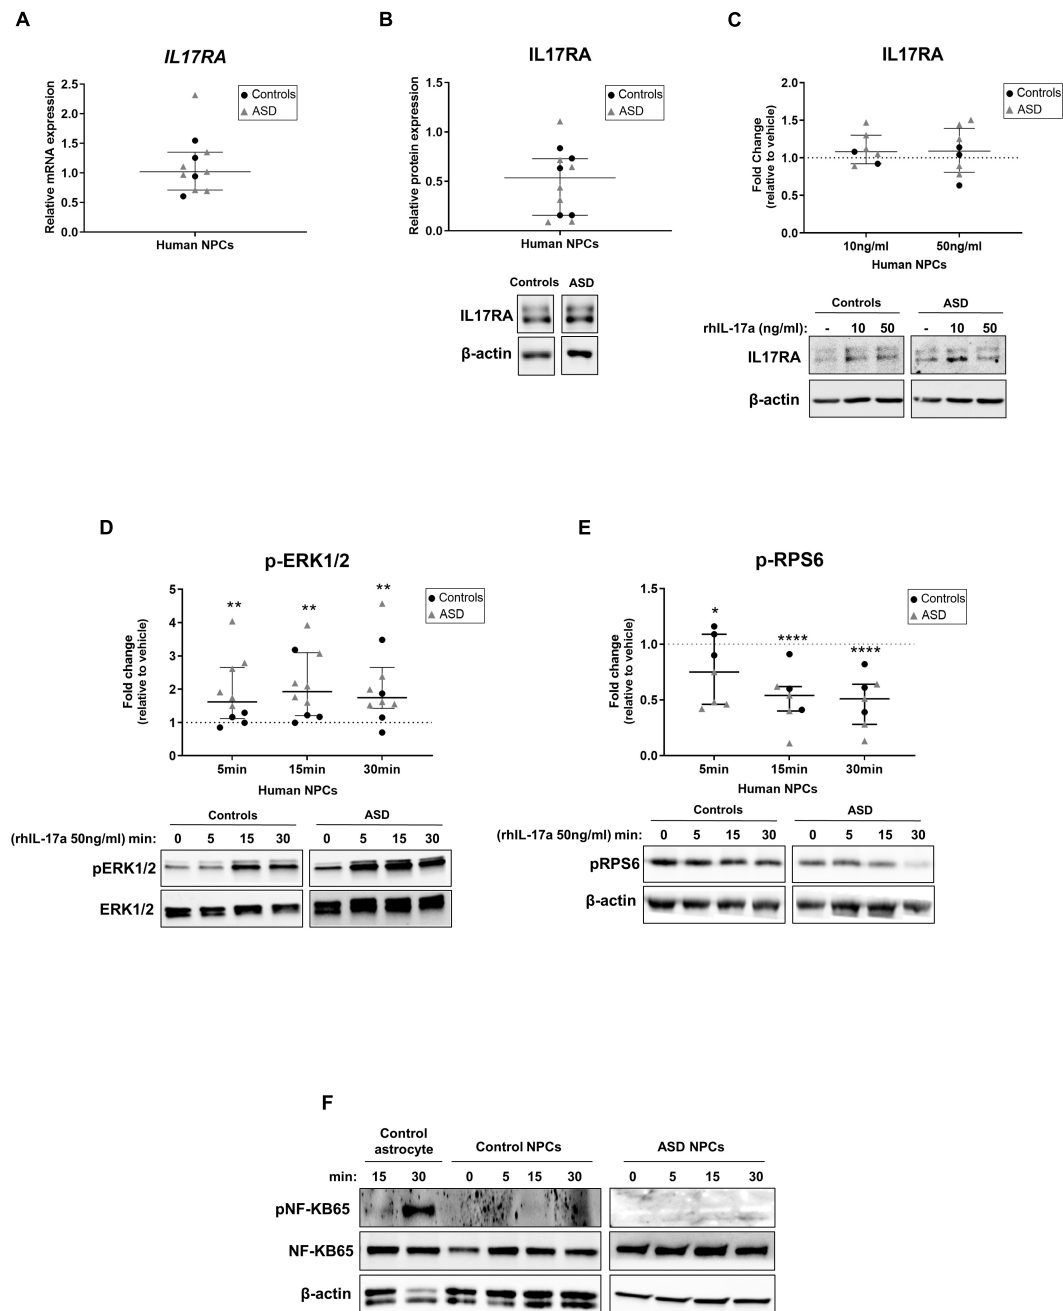 A
IL17RA
Relative mRNA expression
2.5
2.0
1.5
1.0
0.5
0.0
Controls
ASD
Human NPCs
B
IL17RA
Relative protein expression
1.5
1.0
0.5
0.0
Controls
ASD
Human NPCs
Controls ASD
IL17RA
β-actin
C
IL17RA
Fold Change
(relative to vehicle)
2.0
1.5
1.0
0.5
0.0
Controls
ASD
10ng/ml 50ng/ml
Human NPCs
Controls ASD
rhIL-17a (ng/ml): - 10 50 - 10 50
IL17RA
β-actin
D
p-ERK1/2
Fold change
(relative to vehicle)
5
4
3
2
1
0
** ** **
Controls
ASD
5min 15min 30min
Human NPCs
Controls ASD
(rhIL-17a 50ng/ml) min: 0 5 15 30 0 5 15 30
pERK1/2
ERK1/2
E
p-RPS6
Fold change
(relative to vehicle)
1.5
1.0
0.5
0.0
* **** ****
Controls
ASD
5min 15min 30min
Human NPCs
Controls ASD
(rhIL-17a 50ng/ml) min: 0 5 15 30 0 5 15 30
pRPS6
β-actin
F
Control
astrocyte
Control NPCs ASD NPCs
min: 15 30 0 5 15 30 0 5 15 30
pNF-KB65
NF-KB65
β-actin